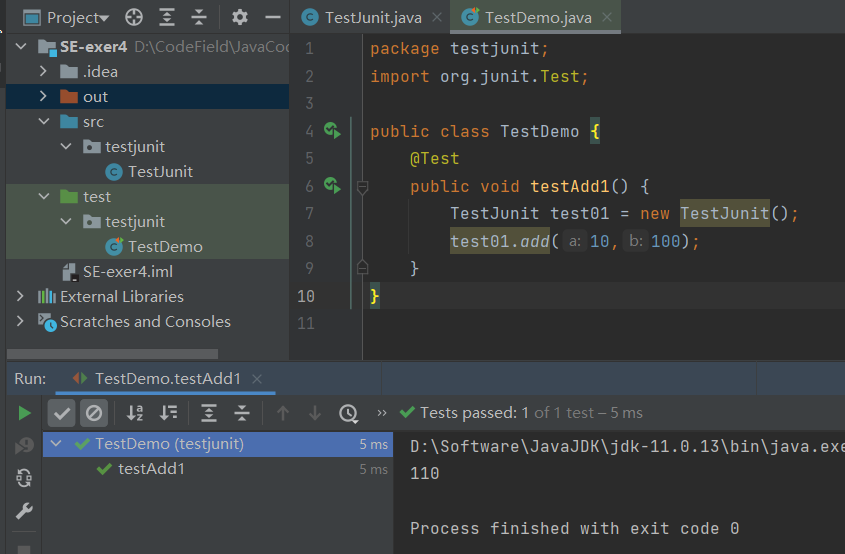 Project
SE-exer4 D:\CodeField\JavaCo
.idea
out
src
testjunit
TestJunit
test
testjunit
TestDemo
SE-exer4.iml
External Libraries
Scratches and Consoles
TestJunit.java
TestDemo.java
1 package testjunit;
2 import org.junit.Test;
3
4 public class TestDemo {
5 @Test
6 public void testAdd1() {
7 TestJunit test01 = new TestJunit();
8 test01.add( a: 10, b: 100);
9 }
10 }
11
Run: TestDemo.testAdd1
Tests passed: 1 of 1 test – 5 ms
TestDemo (testjunit) 5 ms
testAdd1 5 ms
D:\Software\JavaJDK\jdk-11.0.13\bin\java.exe
110
Process finished with exit code 0